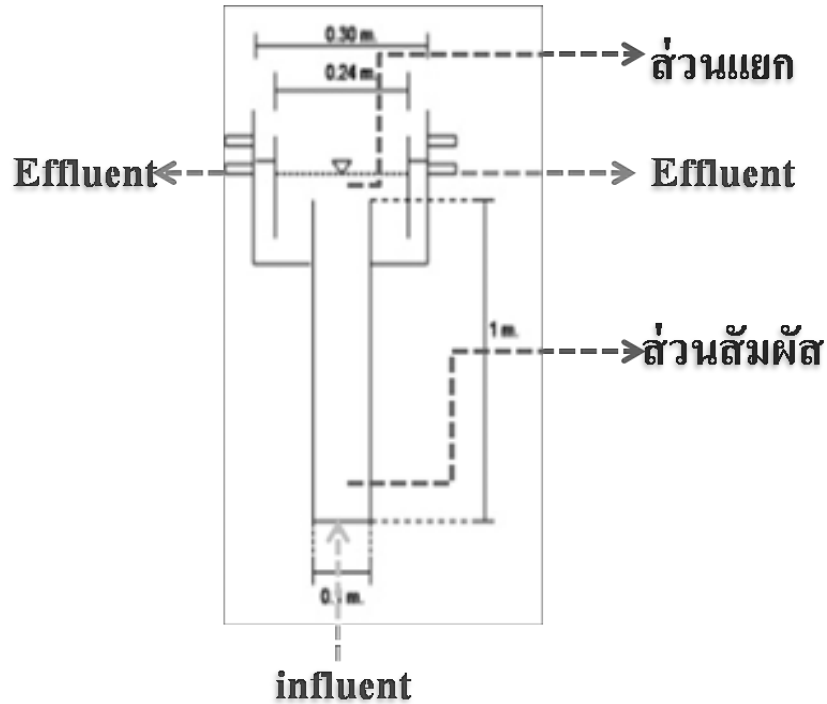 0.30 m.
ส่วนแยก
0.24 m.
Effluent
Effluent
1 m.
ส่วนสัมผัส
m.
influent